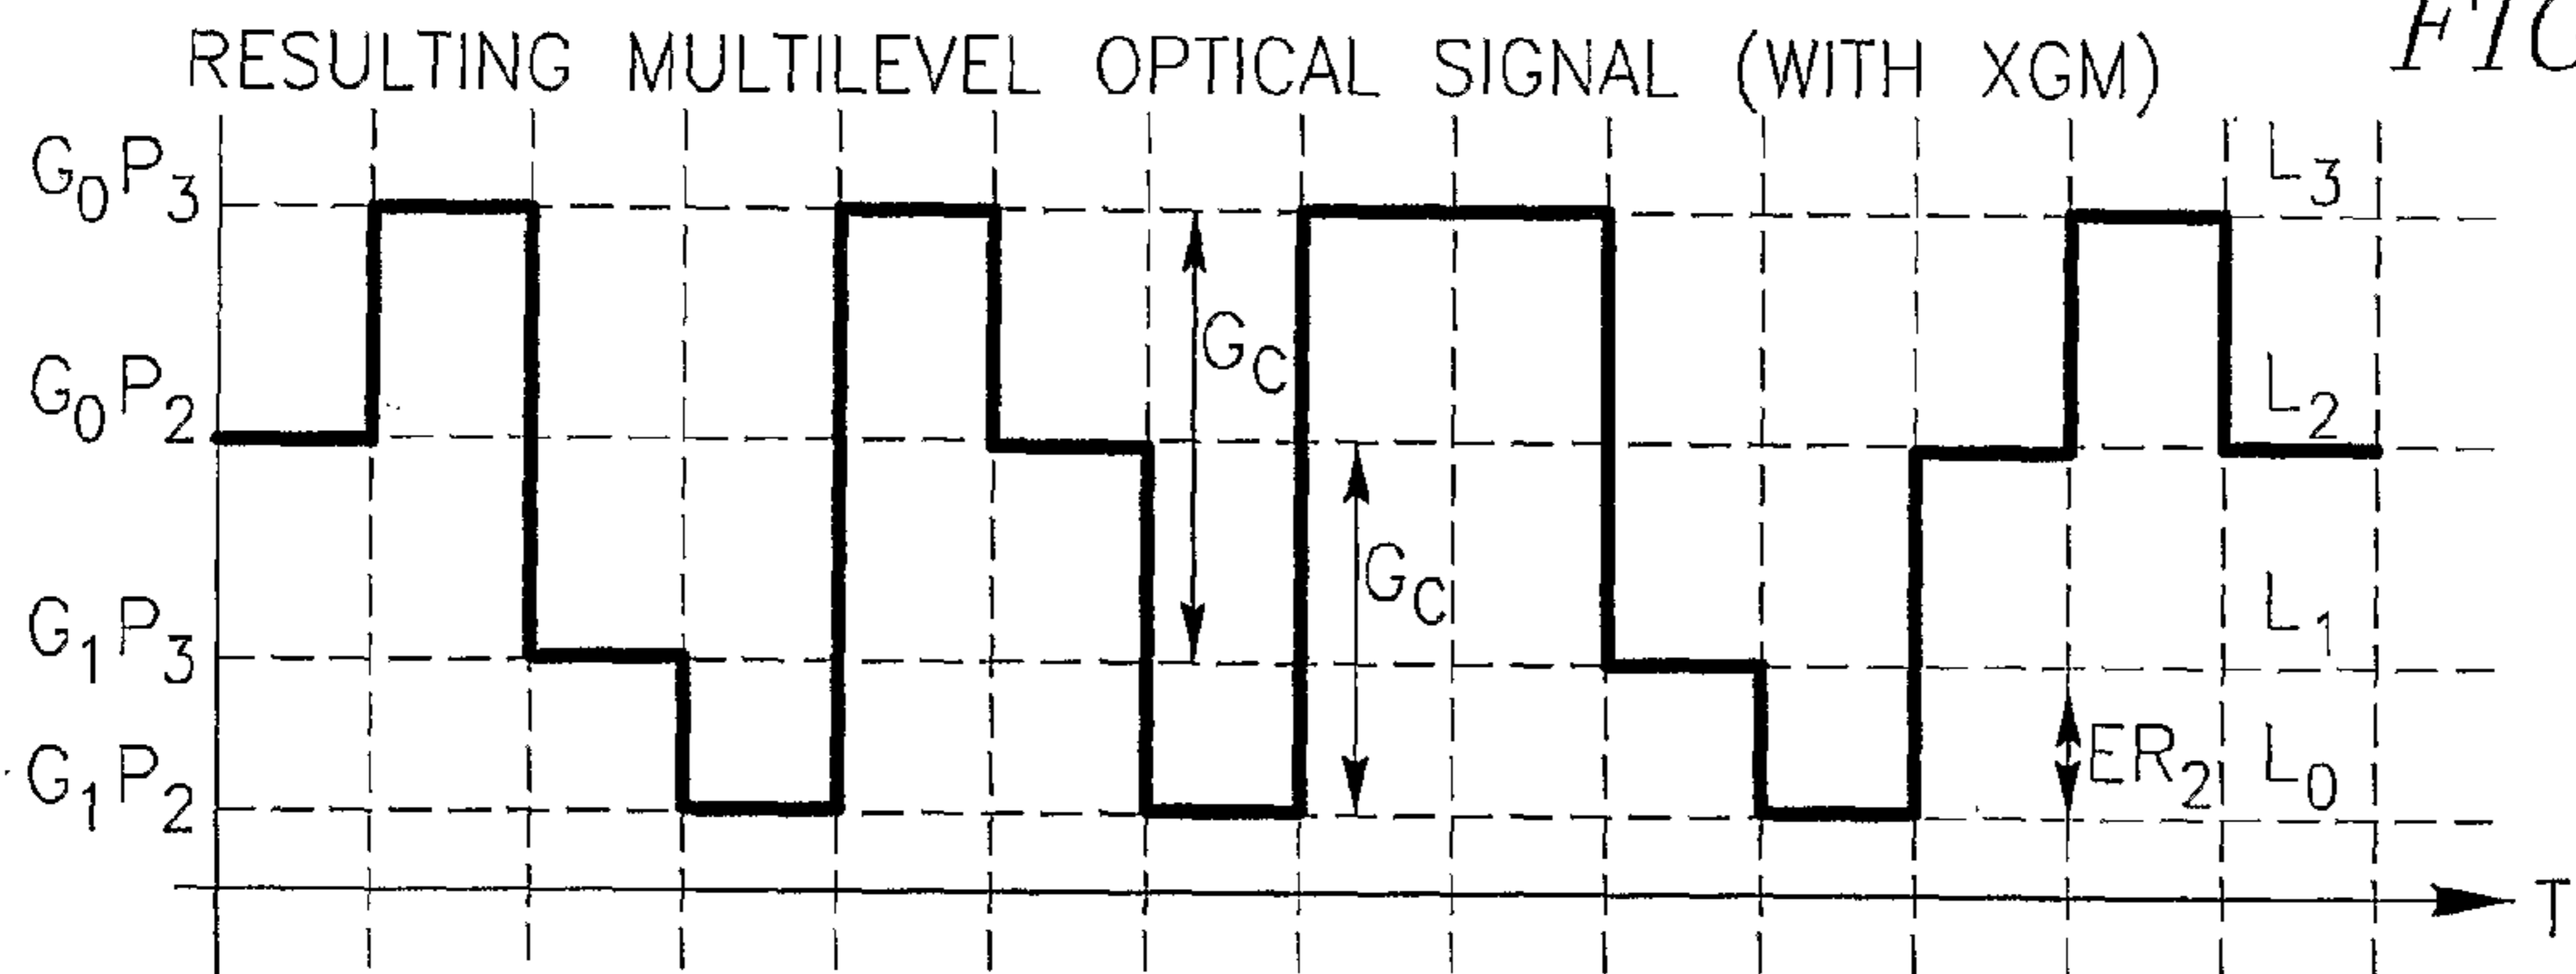 RESULTING MULTILEVEL OPTICAL SIGNAL (WITH XGM)
G0P3
L3
GC
G0P2
L2
GC
G1P3
L1
G1P2
ER2
L0
T